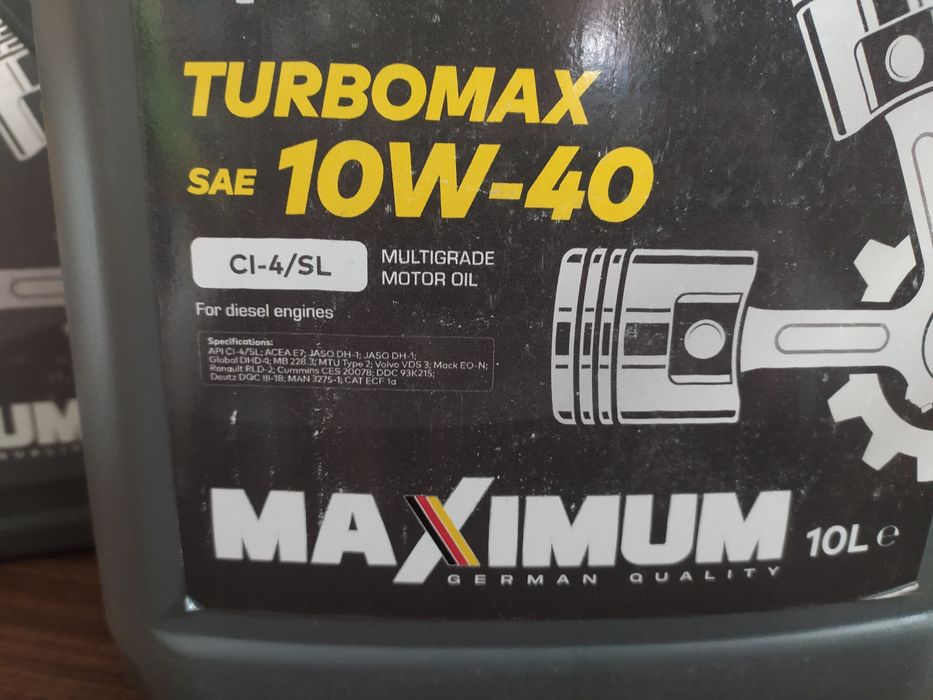 TURBOMAX
SAE 10W-40
CI-4/SL
MULTIGRADE
MOTOR OIL
For diesel engines
Specifications:
API CI-4/SL; ACEA E7; JASO DH-1; JASO DH-1;
Global DHD-1; MB 228.3; MTU Type 2; Volvo VDS 3; Mack EO-N;
Renault RLD-2; Cummins CES 20078; DDC 93K215;
Deutz DQC III-18; MAN 3275-1; CAT ECF 1a
MAXIMUM 10L e
GERMAN QUALITY
UM